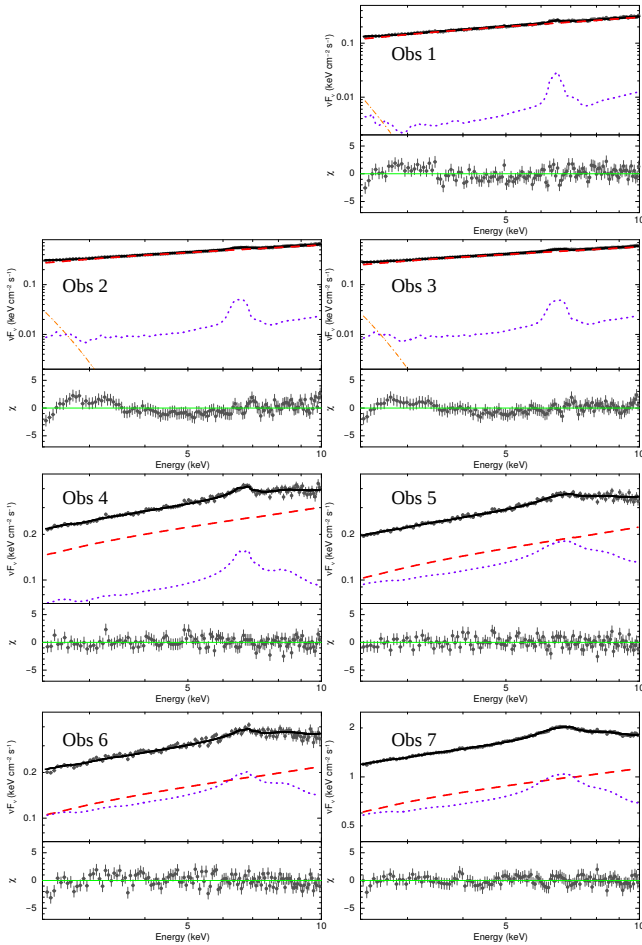 Obs 1
νFν (keV cm⁻² s⁻¹)
0.1
0.01
χ
5
0
−5
5
10
Energy (keV)
Obs 2
νFν (keV cm⁻² s⁻¹)
0.1
0.01
χ
5
0
−5
5
10
Energy (keV)
Obs 3
νFν (keV cm⁻² s⁻¹)
0.1
0.01
χ
5
0
−5
5
10
Energy (keV)
Obs 4
νFν (keV cm⁻² s⁻¹)
0.2
0.1
χ
5
0
−5
5
10
Energy (keV)
Obs 5
νFν (keV cm⁻² s⁻¹)
0.2
0.1
χ
5
0
−5
5
10
Energy (keV)
Obs 6
νFν (keV cm⁻² s⁻¹)
0.2
0.1
χ
5
0
−5
5
10
Energy (keV)
Obs 7
νFν (keV cm⁻² s⁻¹)
2
1
0.5
χ
5
0
−5
5
10
Energy (keV)